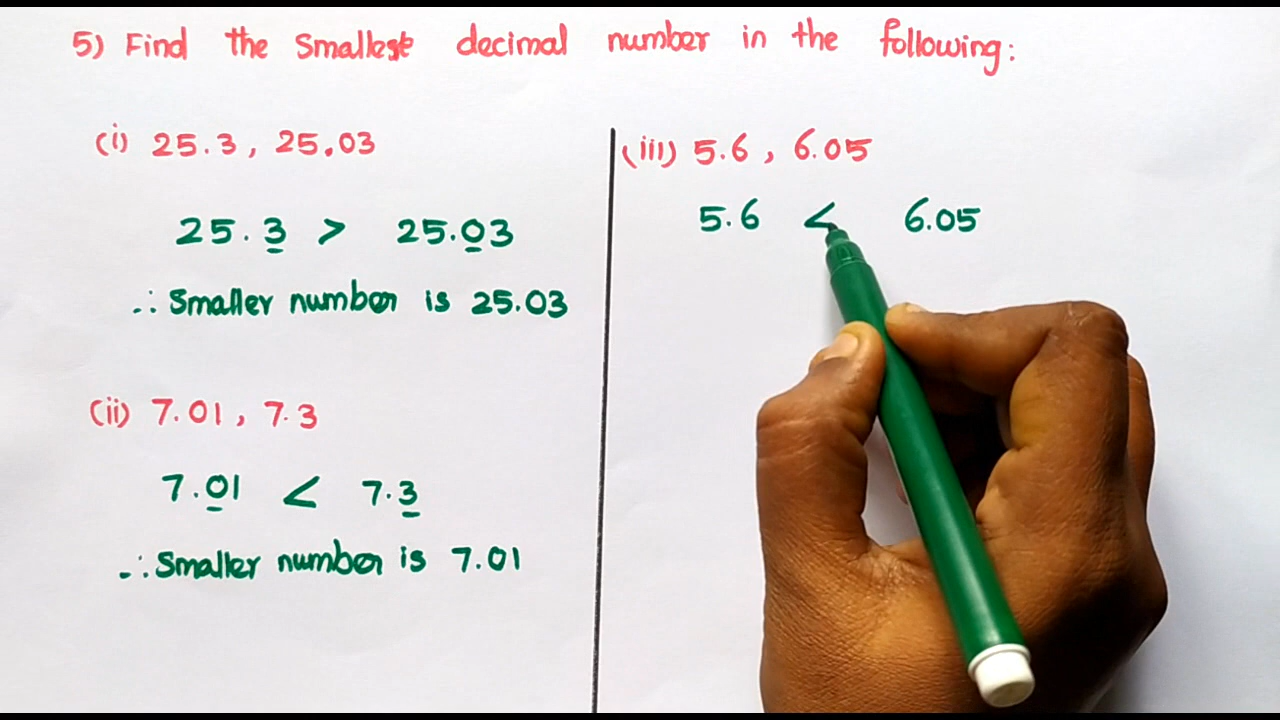 5) Find the Smallest decimal number in the following:
(i) 25.3, 25.03
25.3 > 25.03
∴ Smaller number is 25.03
(ii) 7.01, 7.3
7.01 < 7.3
∴ Smaller number is 7.01
(iii) 5.6, 6.05
5.6 < 6.05